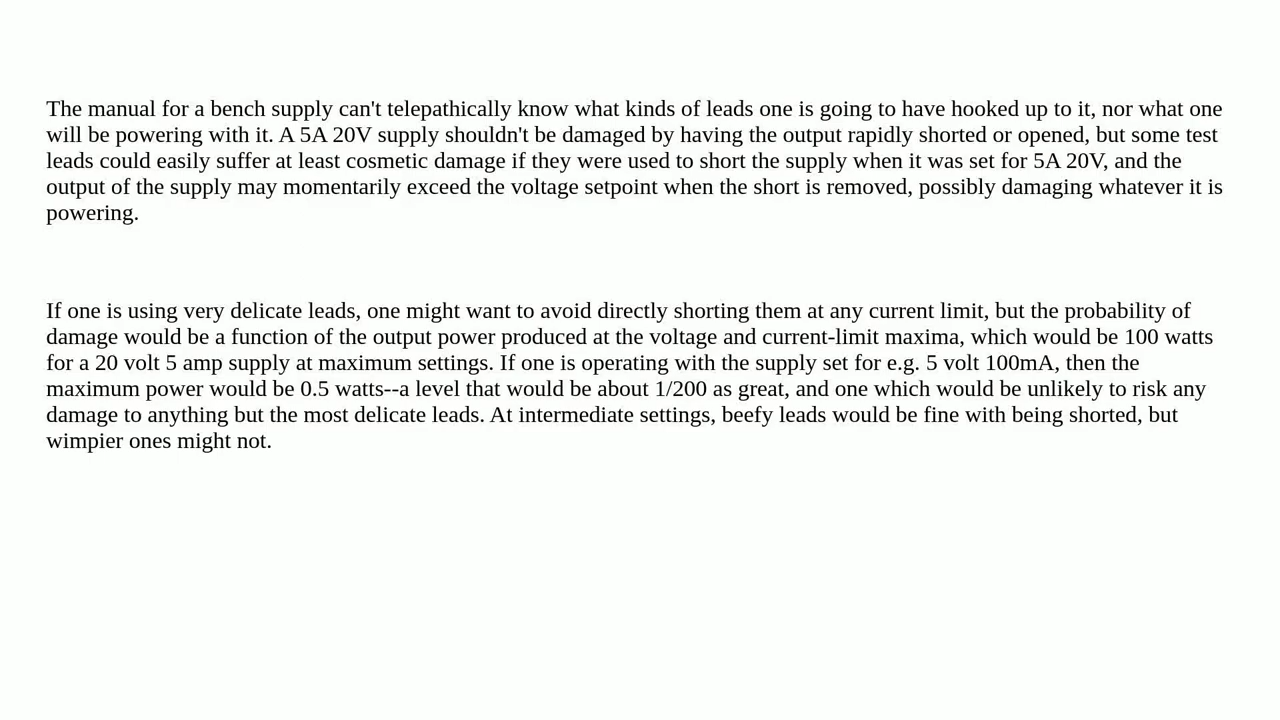 The manual for a bench supply can't telepathically know what kinds of leads one is going to have hooked up to it, nor what one
will be powering with it. A 5A 20V supply shouldn't be damaged by having the output rapidly shorted or opened, but some test
leads could easily suffer at least cosmetic damage if they were used to short the supply when it was set for 5A 20V, and the
output of the supply may momentarily exceed the voltage setpoint when the short is removed, possibly damaging whatever it is
powering.
If one is using very delicate leads, one might want to avoid directly shorting them at any current limit, but the probability of
damage would be a function of the output power produced at the voltage and current-limit maxima, which would be 100 watts
for a 20 volt 5 amp supply at maximum settings. If one is operating with the supply set for e.g. 5 volt 100mA, then the
maximum power would be 0.5 watts--a level that would be about 1/200 as great, and one which would be unlikely to risk any
damage to anything but the most delicate leads. At intermediate settings, beefy leads would be fine with being shorted, but
wimpier ones might not.